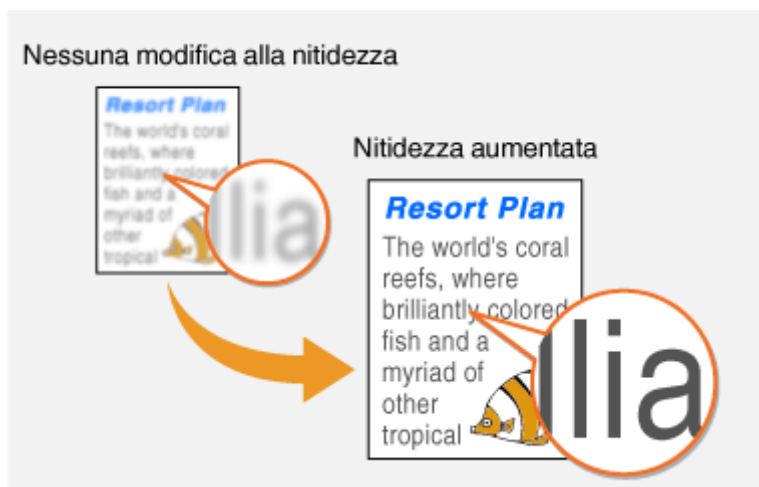 Nessuna modifica alla nitidezza
Resort Plan
The world's coral
reefs, where
brilliantly colored
fish and a
myriad of
other
tropical
llia
Nitidezza aumentata
Resort Plan
The world's coral
reefs, where
brilliantly colored
fish and a
myriad of
other
tropical
llia